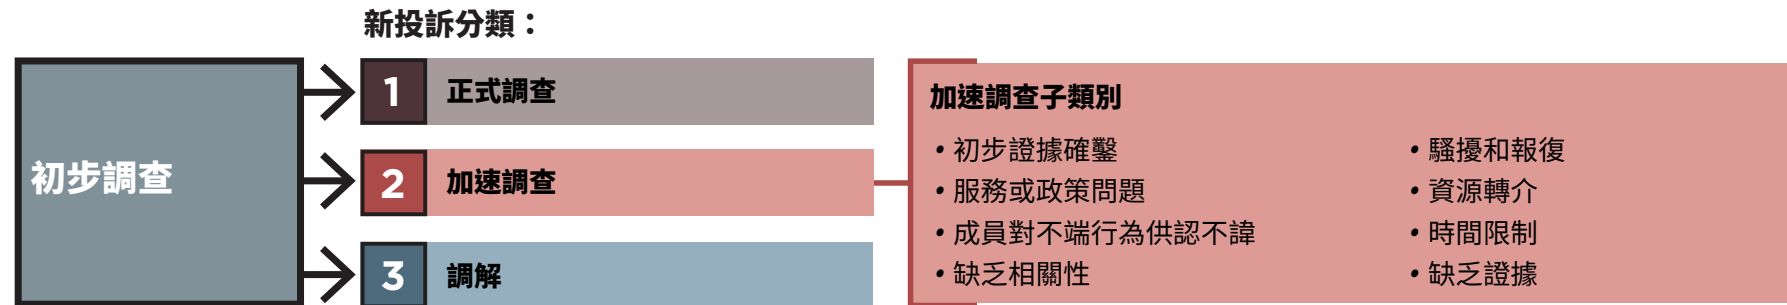 新投訴分類：
初步調查
1 正式調查
2 加速調查
3 調解
加速調查子類別
• 初步證據確鑿
• 服務或政策問題
• 成員對不端行為供認不諱
• 缺乏相關性
• 騷擾和報復
• 資源轉介
• 時間限制
• 缺乏證據